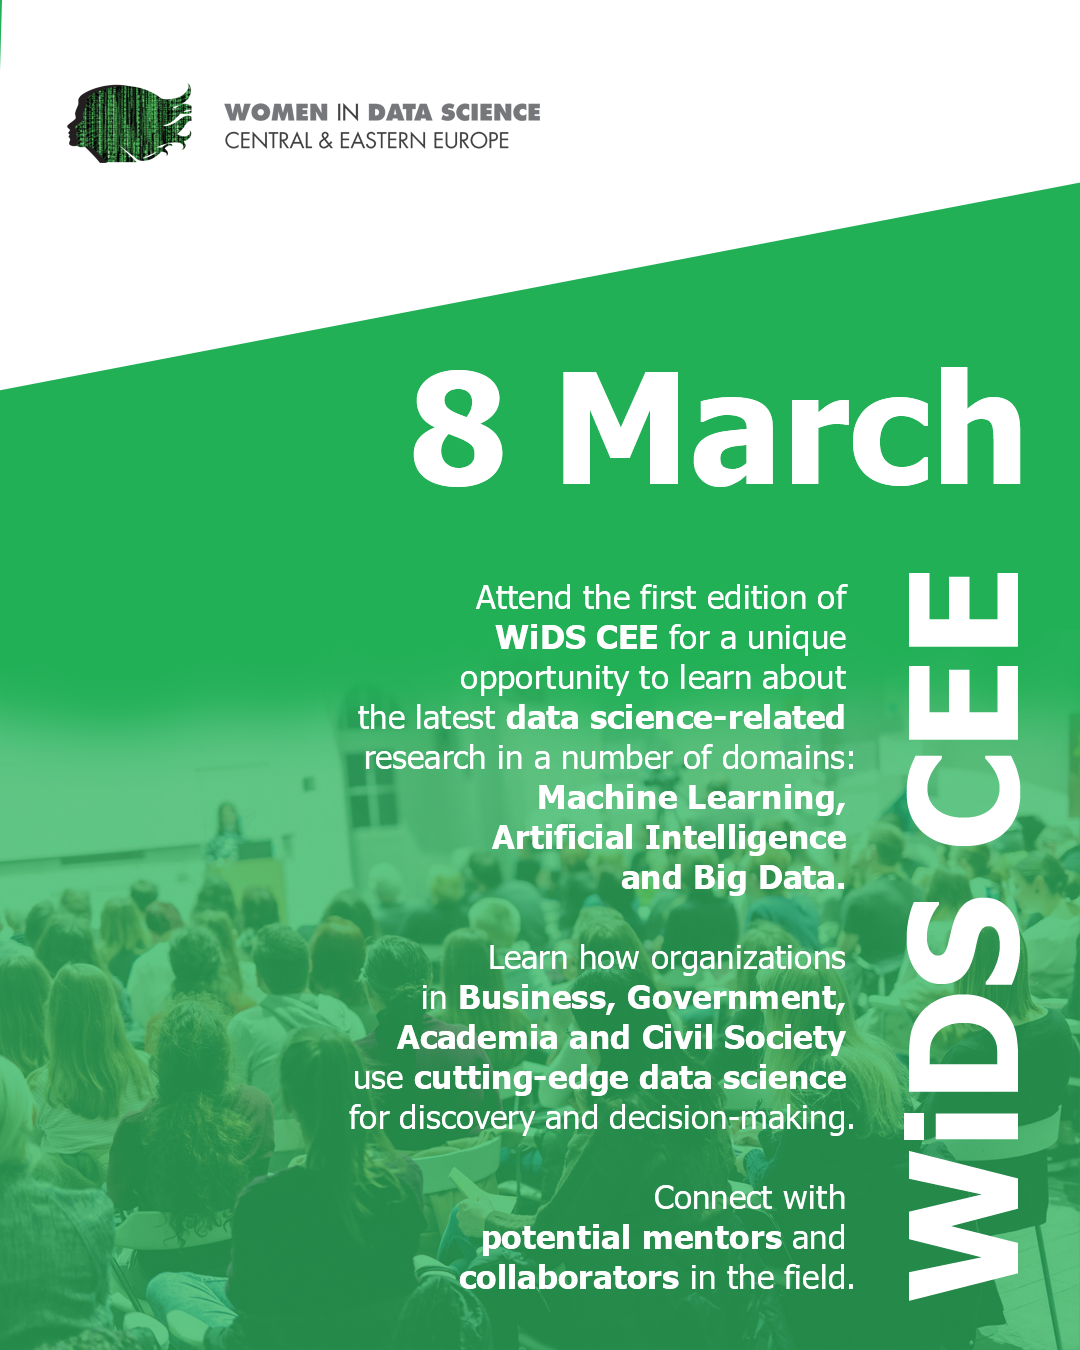 WOMEN IN DATA SCIENCE
CENTRAL & EASTERN EUROPE
8 March
Attend the first edition of
WiDS CEE for a unique
opportunity to learn about
the latest data science-related
research in a number of domains:
Machine Learning,
Artificial Intelligence
and Big Data.
Learn how organizations
in Business, Government,
Academia and Civil Society
use cutting-edge data science
for discovery and decision-making.
Connect with
potential mentors and
collaborators in the field.
WiDS CEE